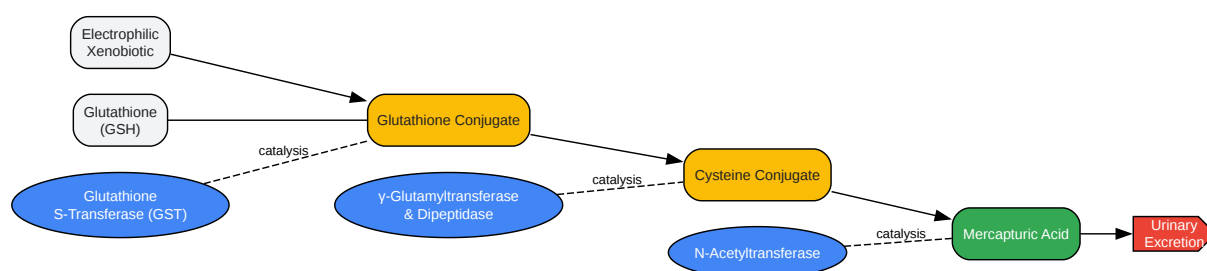 Electrophilic
Xenobiotic
Glutathione
(GSH)
Glutathione Conjugate
catalysis
Glutathione
S-Transferase (GST)
γ-Glutamyltransferase
& Dipeptidase
catalysis
Cysteine Conjugate
N-Acetyltransferase
catalysis
Mercapturic Acid
Urinary
Excretion